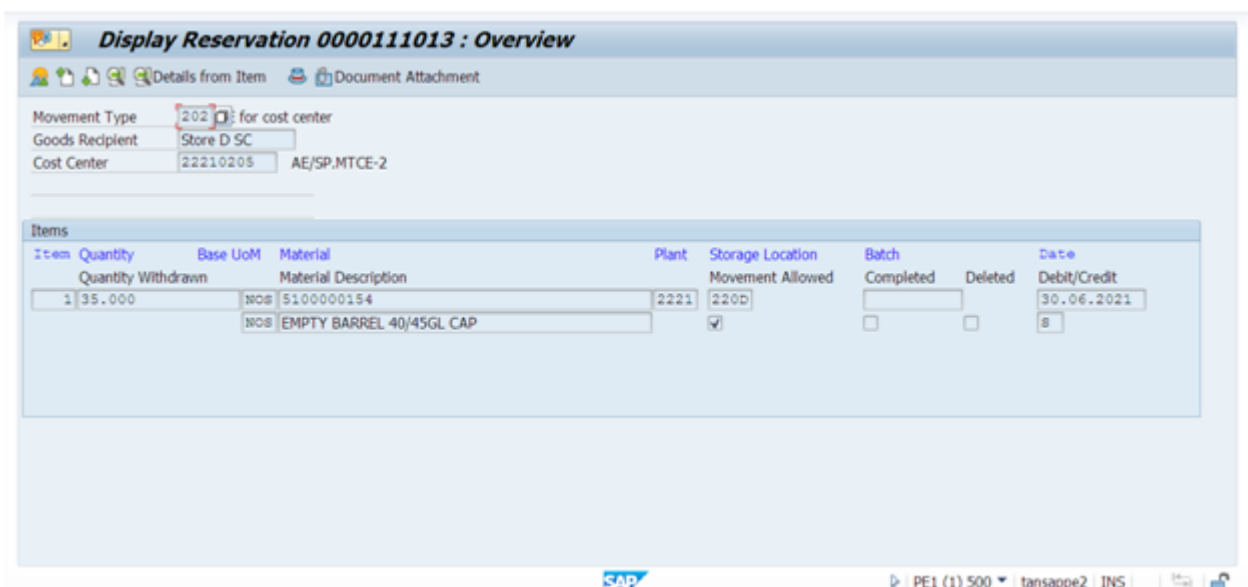 Display Reservation 0000111013 : Overview
Details from Item Document Attachment
Movement Type 202 for cost center
Goods Recipient Store D SC
Cost Center 22210205 AE/SP.MTCE-2
Items
Item Quantity Base UoM Material Plant Storage Location Batch Date
Quantity Withdrawn Material Description Movement Allowed Completed Deleted Debit/Credit
1 35.000 NOS 5100000154 2221 220D 30.06.2021
NOS EMPTY BARREL 40/45GL CAP S
SAP PE1 (1) 500 tansappe2 INS